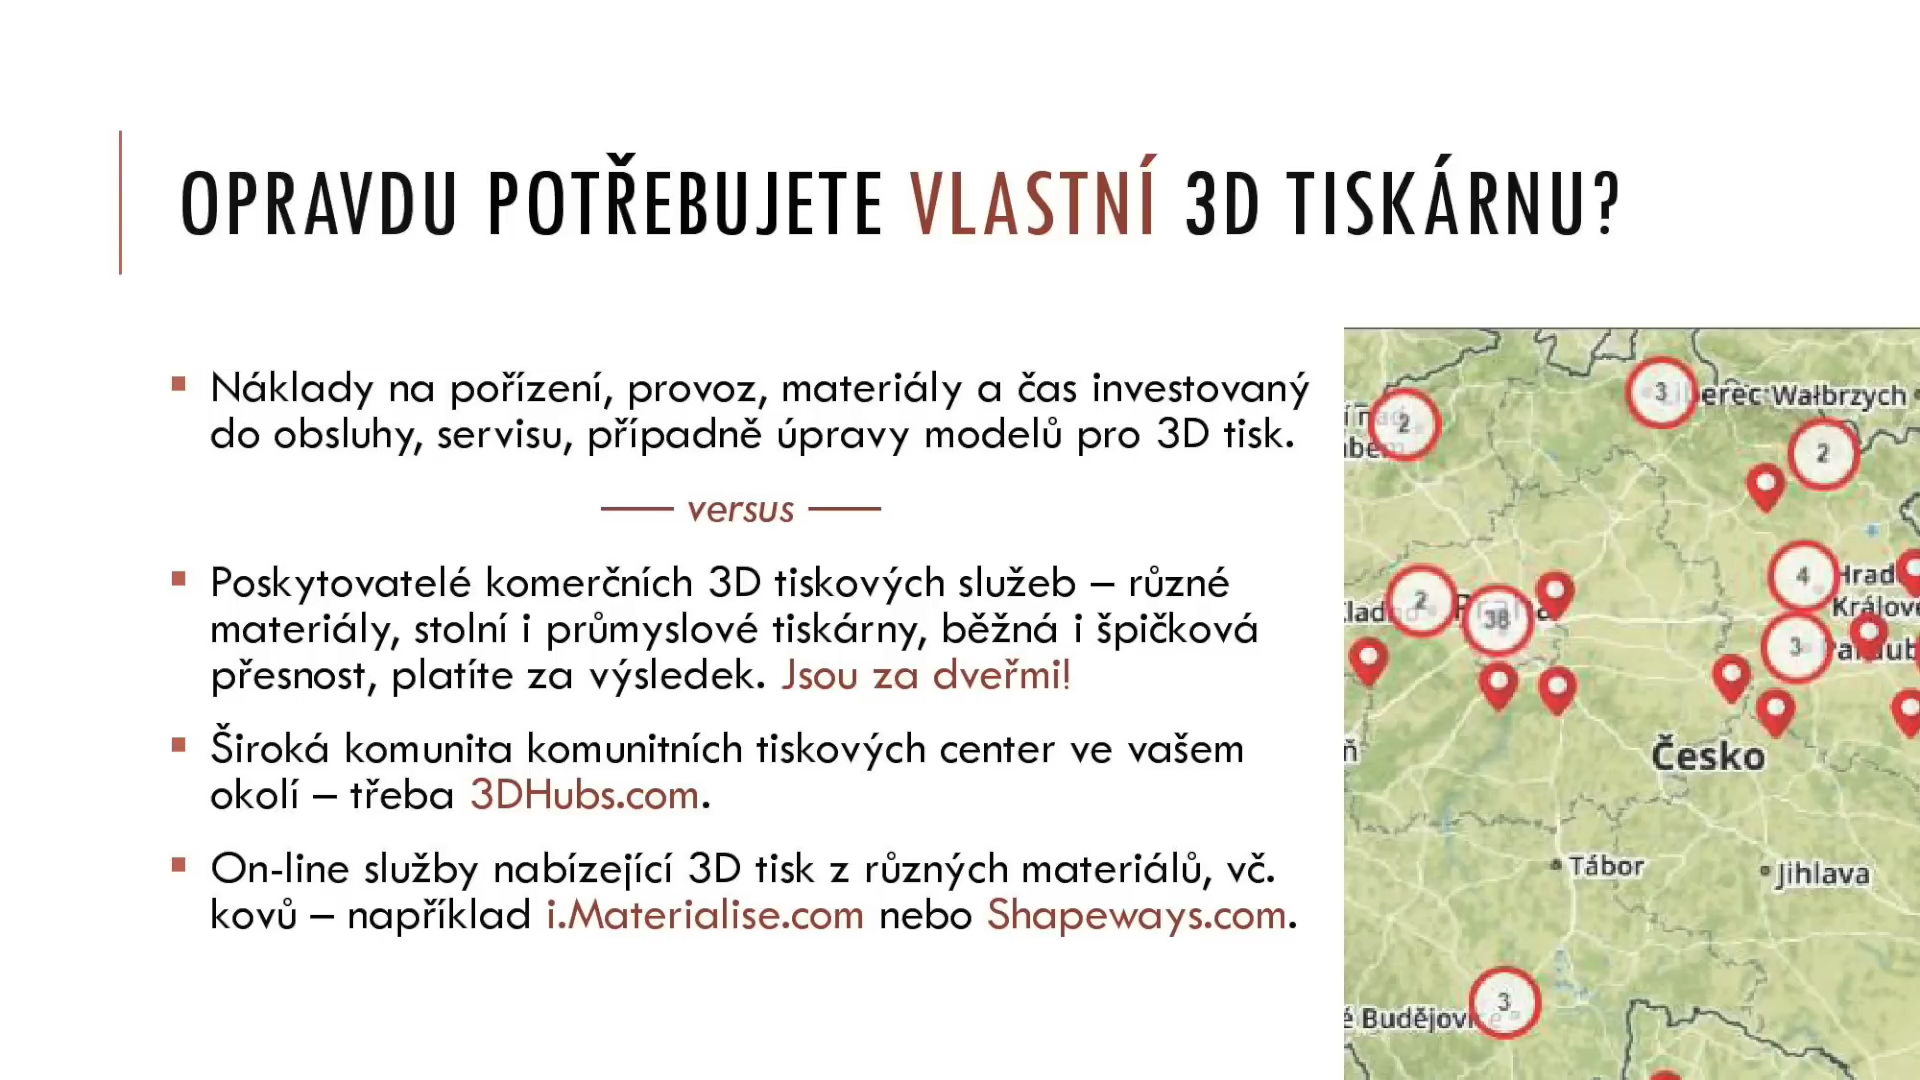 OPRAVDU POTŘEBUJETE VLASTNÍ 3D TISKÁRNU?
▪ Náklady na pořízení, provoz, materiály a čas investovaný
do obsluhy, servisu, případně úpravy modelů pro 3D tisk.
—— versus ——
▪ Poskytovatelé komerčních 3D tiskových služeb – různé
materiály, stolní i průmyslové tiskárny, běžná i špičková
přesnost, platíte za výsledek. Jsou za dveřmi!
▪ Široká komunita komunitních tiskových center ve vašem
okolí – třeba 3DHubs.com.
▪ On-line služby nabízející 3D tisk z různých materiálů, vč.
kovů – například i.Materialise.com nebo Shapeways.com.
3
Wałbrzych
2
2
4
Hrad
Králové
2
38
3
Česko
Tábor
Jihlava
3